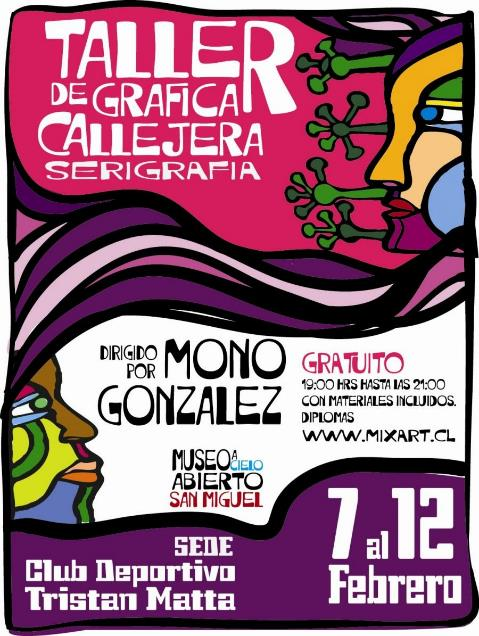 TALLER
DE GRAFICA
CALLEJERA
SERIGRAFIA
DIRIGIDO
POR MONO
GONZALEZ
GRATUITO
19:00 HRS HASTA LAS 21:00
CON MATERIALES INCLUIDOS.
DIPLOMAS
WWW.MIXART.CL
MUSEO A
CIELO
ABIERTO
SAN MIGUEL
SEDE
Club Deportivo
Tristan Matta
7 al 12
Febrero